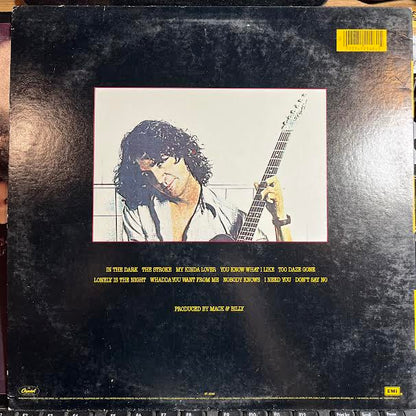 IN THE DARK THE STROKE MY KINDA LOVER YOU KNOW WHAT I LIKE TOO DAZE GONE
LONELY IS THE NIGHT WHADDA YOU WANT FROM ME NOBODY KNOWS I NEED YOU DON'T SAY NO
PRODUCED BY MACK & BILLY
Capitol
EMI